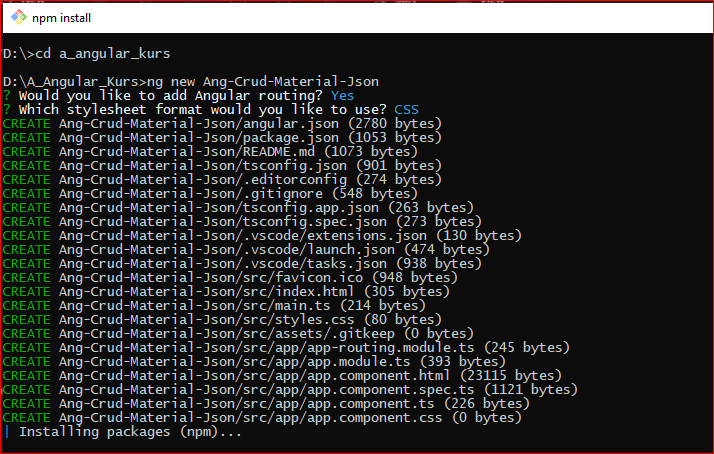 npm install
D:\>cd a_angular_kurs
D:\A_Angular_Kurs>ng new Ang-Crud-Material-Json
? Would you like to add Angular routing? Yes
? Which stylesheet format would you like to use? CSS
CREATE Ang-Crud-Material-Json/angular.json (2780 bytes)
CREATE Ang-Crud-Material-Json/package.json (1053 bytes)
CREATE Ang-Crud-Material-Json/README.md (1073 bytes)
CREATE Ang-Crud-Material-Json/tsconfig.json (901 bytes)
CREATE Ang-Crud-Material-Json/.editorconfig (274 bytes)
CREATE Ang-Crud-Material-Json/.gitignore (548 bytes)
CREATE Ang-Crud-Material-Json/tsconfig.app.json (263 bytes)
CREATE Ang-Crud-Material-Json/tsconfig.spec.json (273 bytes)
CREATE Ang-Crud-Material-Json/.vscode/extensions.json (130 bytes)
CREATE Ang-Crud-Material-Json/.vscode/launch.json (474 bytes)
CREATE Ang-Crud-Material-Json/.vscode/tasks.json (938 bytes)
CREATE Ang-Crud-Material-Json/src/favicon.ico (948 bytes)
CREATE Ang-Crud-Material-Json/src/index.html (305 bytes)
CREATE Ang-Crud-Material-Json/src/main.ts (214 bytes)
CREATE Ang-Crud-Material-Json/src/styles.css (80 bytes)
CREATE Ang-Crud-Material-Json/src/assets/.gitkeep (0 bytes)
CREATE Ang-Crud-Material-Json/src/app/app-routing.module.ts (245 bytes)
CREATE Ang-Crud-Material-Json/src/app/app.module.ts (393 bytes)
CREATE Ang-Crud-Material-Json/src/app/app.component.html (23115 bytes)
CREATE Ang-Crud-Material-Json/src/app/app.component.spec.ts (1121 bytes)
CREATE Ang-Crud-Material-Json/src/app/app.component.ts (226 bytes)
CREATE Ang-Crud-Material-Json/src/app/app.component.css (0 bytes)
| Installing packages (npm)...